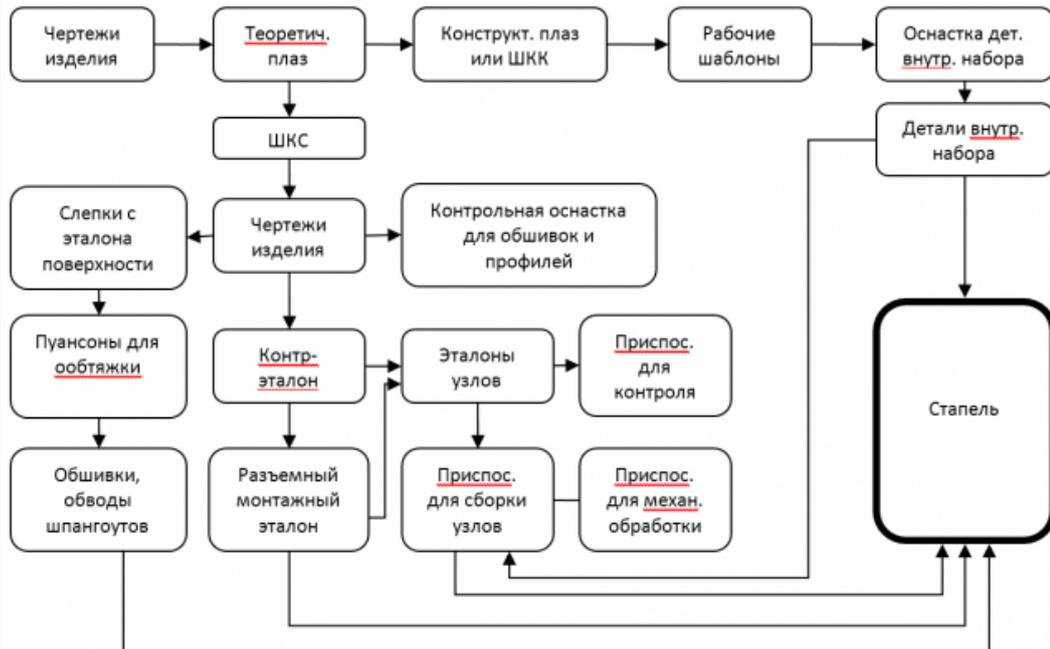 Чертежи
изделия
Теоретич.
плаз
Конструкт. плаз
или ШКК
Рабочие
шаблоны
Оснастка дет.
внутр. набора
ШКС
Детали внутр.
набора
Слепки с
эталона
поверхности
Чертежи
изделия
Контрольная оснастка
для обшивок и
профилей
Пуансоны для
ообтяжки
Контр-
эталон
Эталоны
узлов
Приспос.
для
контроля
Стапель
Обшивки,
обводы
шпангоутов
Разъемный
монтажный
эталон
Приспос.
для сборки
узлов
Приспос.
для механ.
обработки